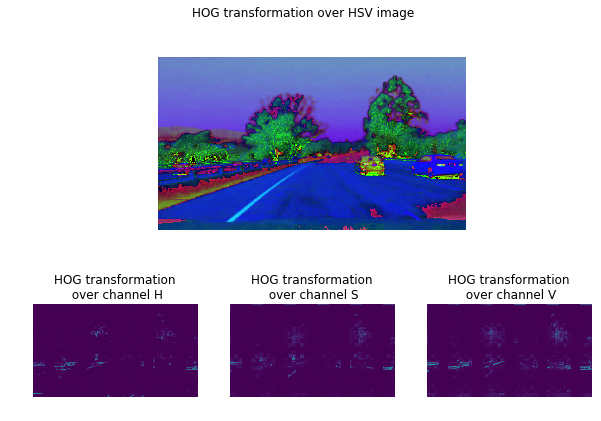 HOG transformation over HSV image
HOG transformation
over channel H
HOG transformation
over channel S
HOG transformation
over channel V